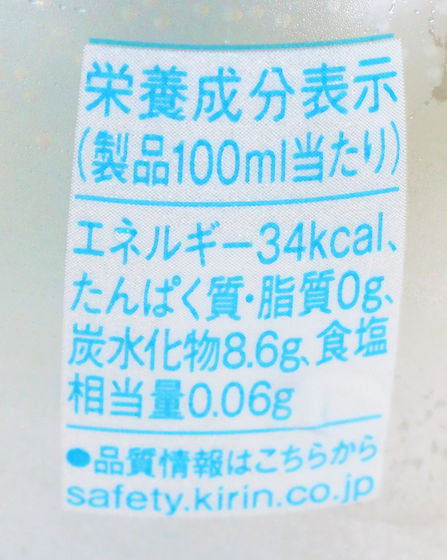 栄養成分表示
(製品100ml当たり)
エネルギー34kcal、
たんぱく質・脂質0g、
炭水化物8.6g、食塩
相当量0.06g
●品質情報はこちらから
safety.kirin.co.jp